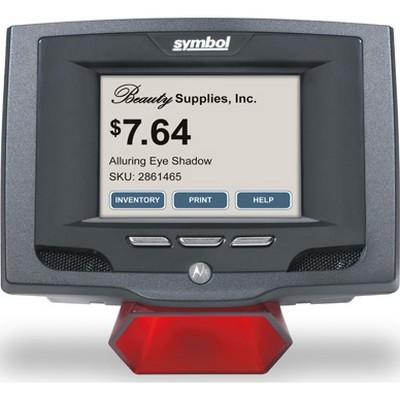 symbol
Beauty Supplies, Inc.
$7.64
Alluring Eye Shadow
SKU: 2861465
INVENTORY PRINT HELP